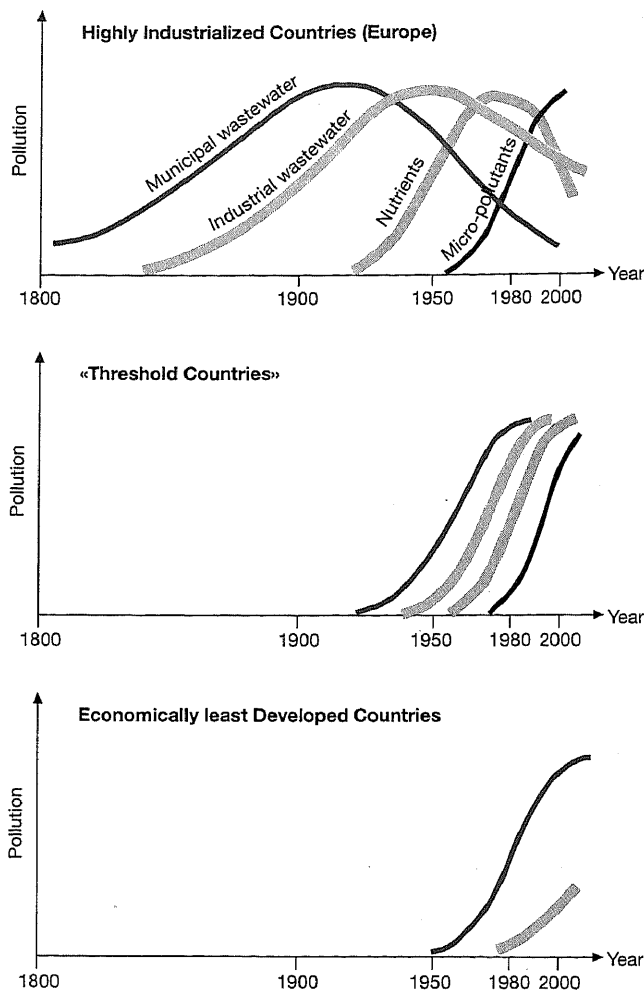 Highly Industrialized Countries (Europe)
Pollution
Municipal wastewater
Industrial wastewater
Nutrients
Micro-pollutants
1800
1900
1950
1980 2000
Year
«Threshold Countries»
Pollution
1800
1900
1950
1980 2000
Year
Economically least Developed Countries
Pollution
1800
1900
1950
1980 2000
Year